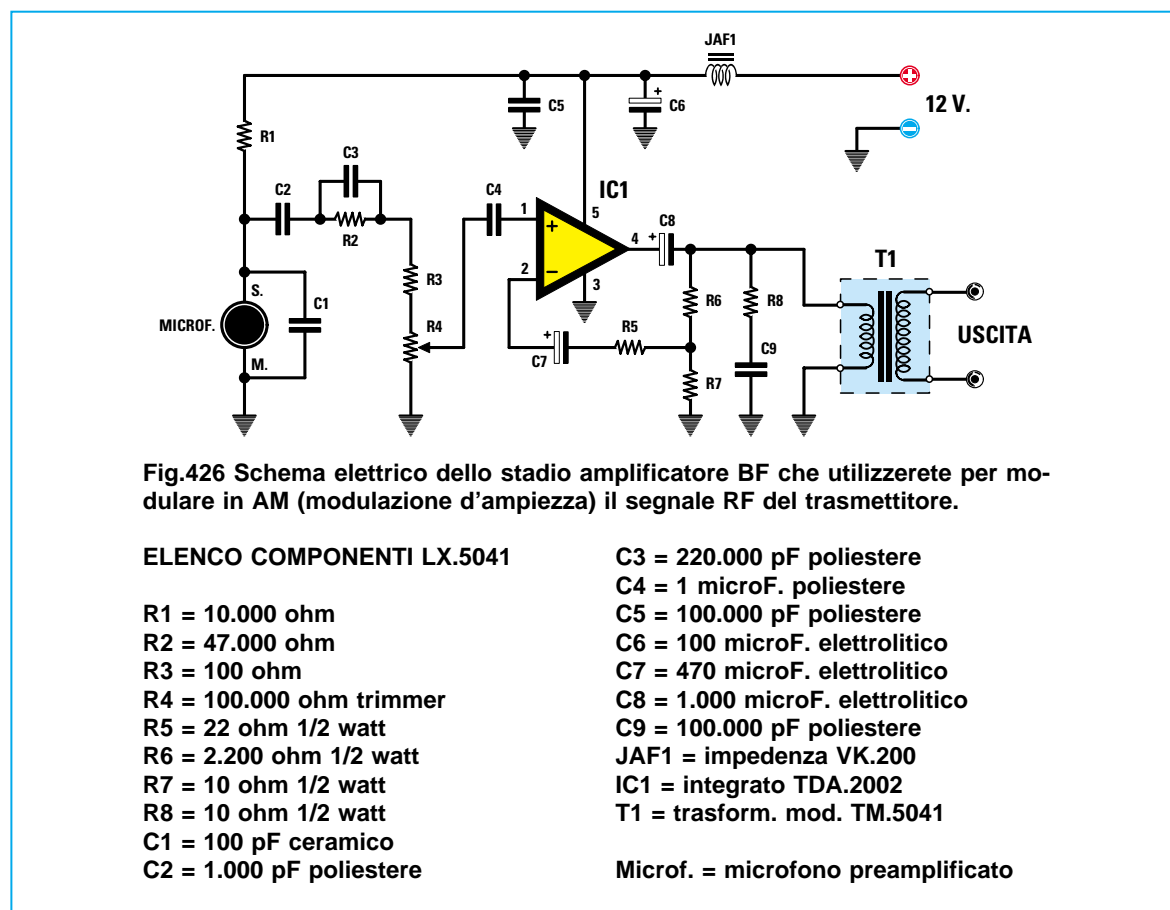 JAF1
12 V.
C5
+
C6
R1
C3
C2
R2
C4
IC1
1
+
5
C8
+
4
2
–
3
R3
R4
S.
MICROF.
C1
M.
R6
R8
T1
USCITA
+
C7
R5
R7
C9
Fig.426 Schema elettrico dello stadio amplificatore BF che utilizzerete per mo-
dulare in AM (modulazione d'ampiezza) il segnale RF del trasmettitore.
ELENCO COMPONENTI LX.5041
R1 = 10.000 ohm
R2 = 47.000 ohm
R3 = 100 ohm
R4 = 100.000 ohm trimmer
R5 = 22 ohm 1/2 watt
R6 = 2.200 ohm 1/2 watt
R7 = 10 ohm 1/2 watt
R8 = 10 ohm 1/2 watt
C1 = 100 pF ceramico
C2 = 1.000 pF poliestere
C3 = 220.000 pF poliestere
C4 = 1 microF. poliestere
C5 = 100.000 pF poliestere
C6 = 100 microF. elettrolitico
C7 = 470 microF. elettrolitico
C8 = 1.000 microF. elettrolitico
C9 = 100.000 pF poliestere
JAF1 = impedenza VK.200
IC1 = integrato TDA.2002
T1 = trasform. mod. TM.5041
Microf. = microfono preamplificato